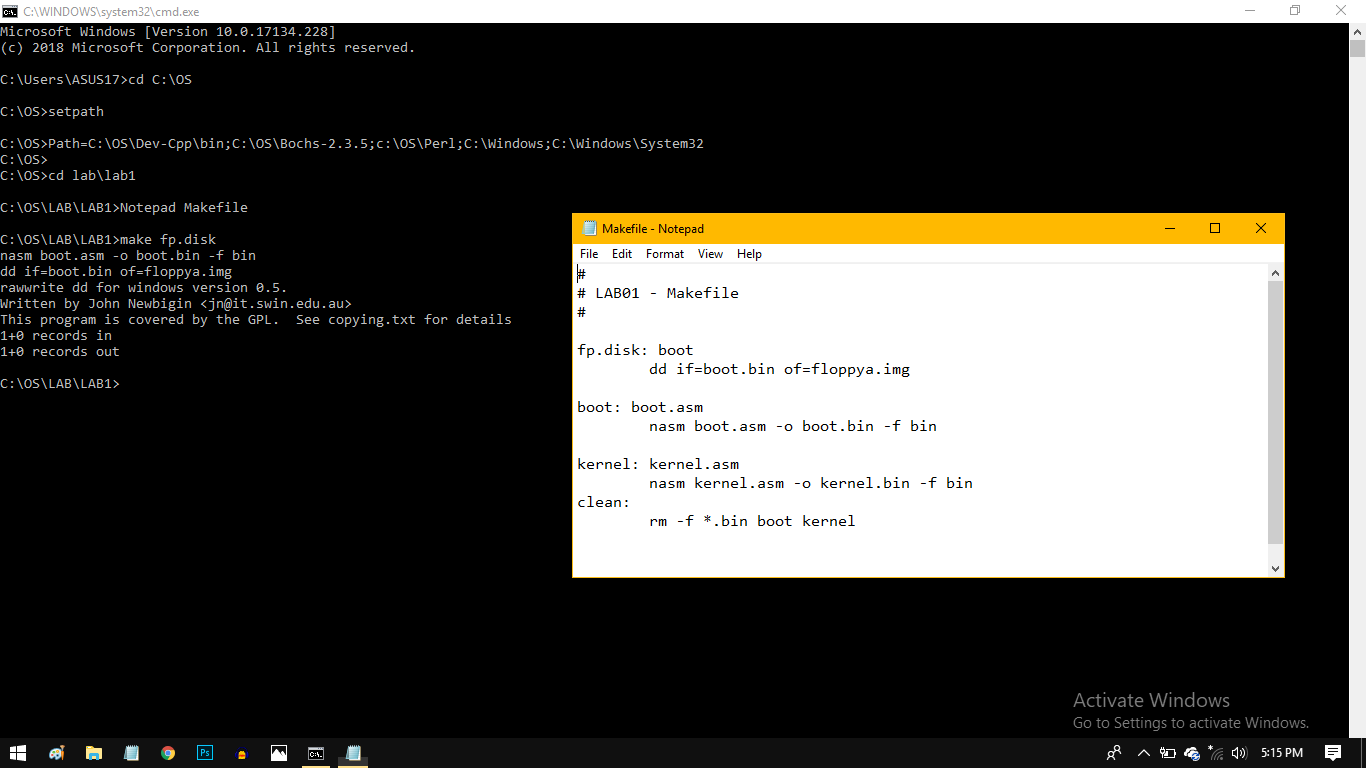 C:\WINDOWS\system32\cmd.exe
Microsoft Windows [Version 10.0.17134.228]
(c) 2018 Microsoft Corporation. All rights reserved.
C:\Users\ASUS17>cd C:\OS
C:\OS>setpath
C:\OS>Path=C:\OS\Dev-Cpp\bin;C:\OS\Bochs-2.3.5;c:\OS\Perl;C:\Windows;C:\Windows\System32
C:\OS>
C:\OS>cd lab\lab1
C:\OS\LAB\LAB1>Notepad Makefile
C:\OS\LAB\LAB1>make fp.disk
nasm boot.asm -o boot.bin -f bin
dd if=boot.bin of=floppya.img
rawwrite dd for windows version 0.5.
Written by John Newbigin <jn@it.swin.edu.au>
This program is covered by the GPL.  See copying.txt for details
1+0 records in
1+0 records out
C:\OS\LAB\LAB1>
Makefile - Notepad
File Edit Format View Help
#
# LAB01 - Makefile
#
fp.disk: boot
dd if=boot.bin of=floppya.img
boot: boot.asm
nasm boot.asm -o boot.bin -f bin
kernel: kernel.asm
nasm kernel.asm -o kernel.bin -f bin
clean:
rm -f *.bin boot kernel
Activate Windows
Go to Settings to activate Windows.
Ps
C:\.
5:15 PM